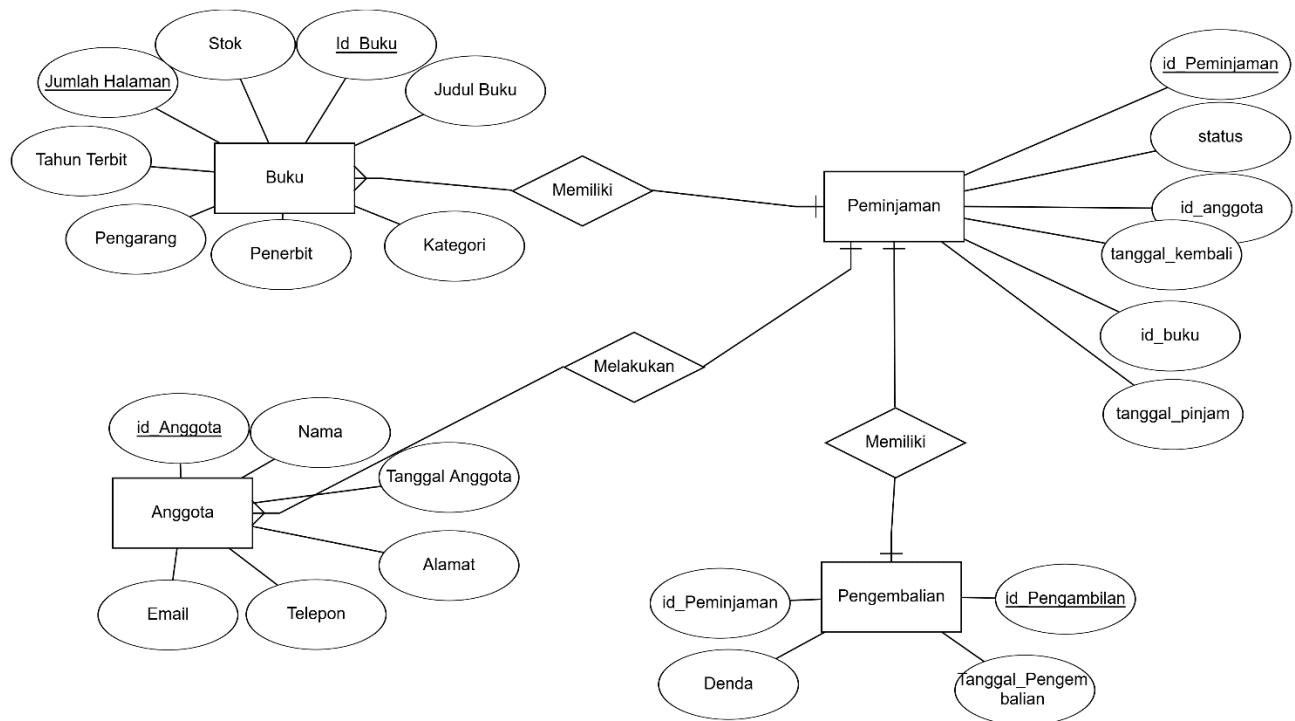 Stok
Id_Buku
Jumlah Halaman
Judul Buku
Tahun Terbit
Buku
Pengarang
Penerbit
Kategori
Memiliki
Peminjaman
id_Peminjaman
status
id_anggota
tanggal_kembali
id_buku
tanggal_pinjam
Melakukan
id_Anggota
Nama
Tanggal Anggota
Anggota
Alamat
Email
Telepon
Memiliki
id_Peminjaman
Pengembalian
id_Pengambilan
Denda
Tanggal_Pengem
balian